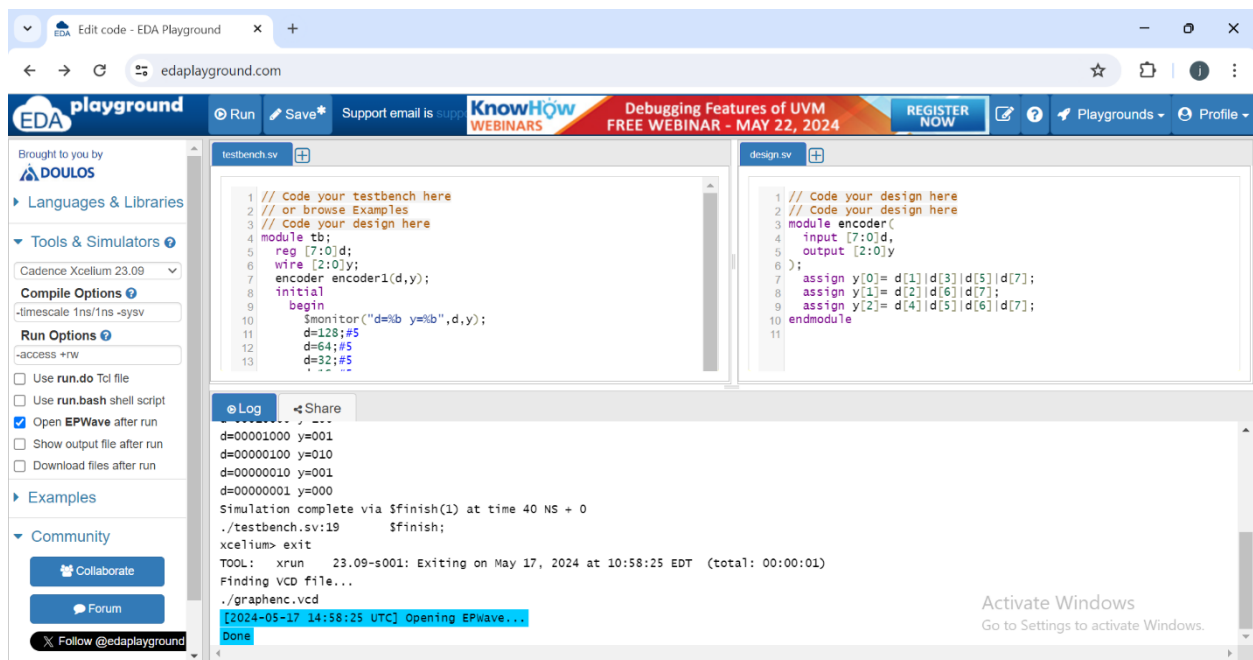 Edit code - EDA Playground
edaplayground.com
EDA playground
Run
Save*
Support email is supp
KnowHow
WEBINARS
Debugging Features of UVM
FREE WEBINAR - MAY 22, 2024
REGISTER
NOW
Playgrounds
Profile
Brought to you by
DOULOS
Languages & Libraries
Tools & Simulators
Cadence Xcelium 23.09
Compile Options
-timescale 1ns/1ns -sysv
Run Options
-access +rw
Use run.do Tcl file
Use run.bash shell script
Open EPWave after run
Show output file after run
Download files after run
Examples
Community
Collaborate
Forum
X Follow @edaplayground
testbench.sv
1 // Code your testbench here
2 // or browse Examples
3 // Code your design here
4 module tb;
5 reg [7:0]d;
6 wire [2:0]y;
7 encoder encoder1(d,y);
8 initial
9 begin
10 $monitor("d=%b y=%b",d,y);
11 d=128;#5
12 d=64;#5
13 d=32;#5
design.sv
1 // Code your design here
2 // Code your design here
3 module encoder(
4 input [7:0]d,
5 output [2:0]y
6 );
7 assign y[0]= d[1]|d[3]|d[5]|d[7];
8 assign y[1]= d[2]|d[6]|d[7];
9 assign y[2]= d[4]|d[5]|d[6]|d[7];
10 endmodule
11
Log
Share
d=00001000 y=001
d=00000100 y=010
d=00000010 y=001
d=00000001 y=000
Simulation complete via $finish(1) at time 40 NS + 0
./testbench.sv:19 $finish;
xcelium> exit
TOOL: xrun 23.09-s001: Exiting on May 17, 2024 at 10:58:25 EDT (total: 00:00:01)
Finding VCD file...
./graphenc.vcd
[2024-05-17 14:58:25 UTC] Opening EPWave...
Done
Activate Windows
Go to Settings to activate Windows.